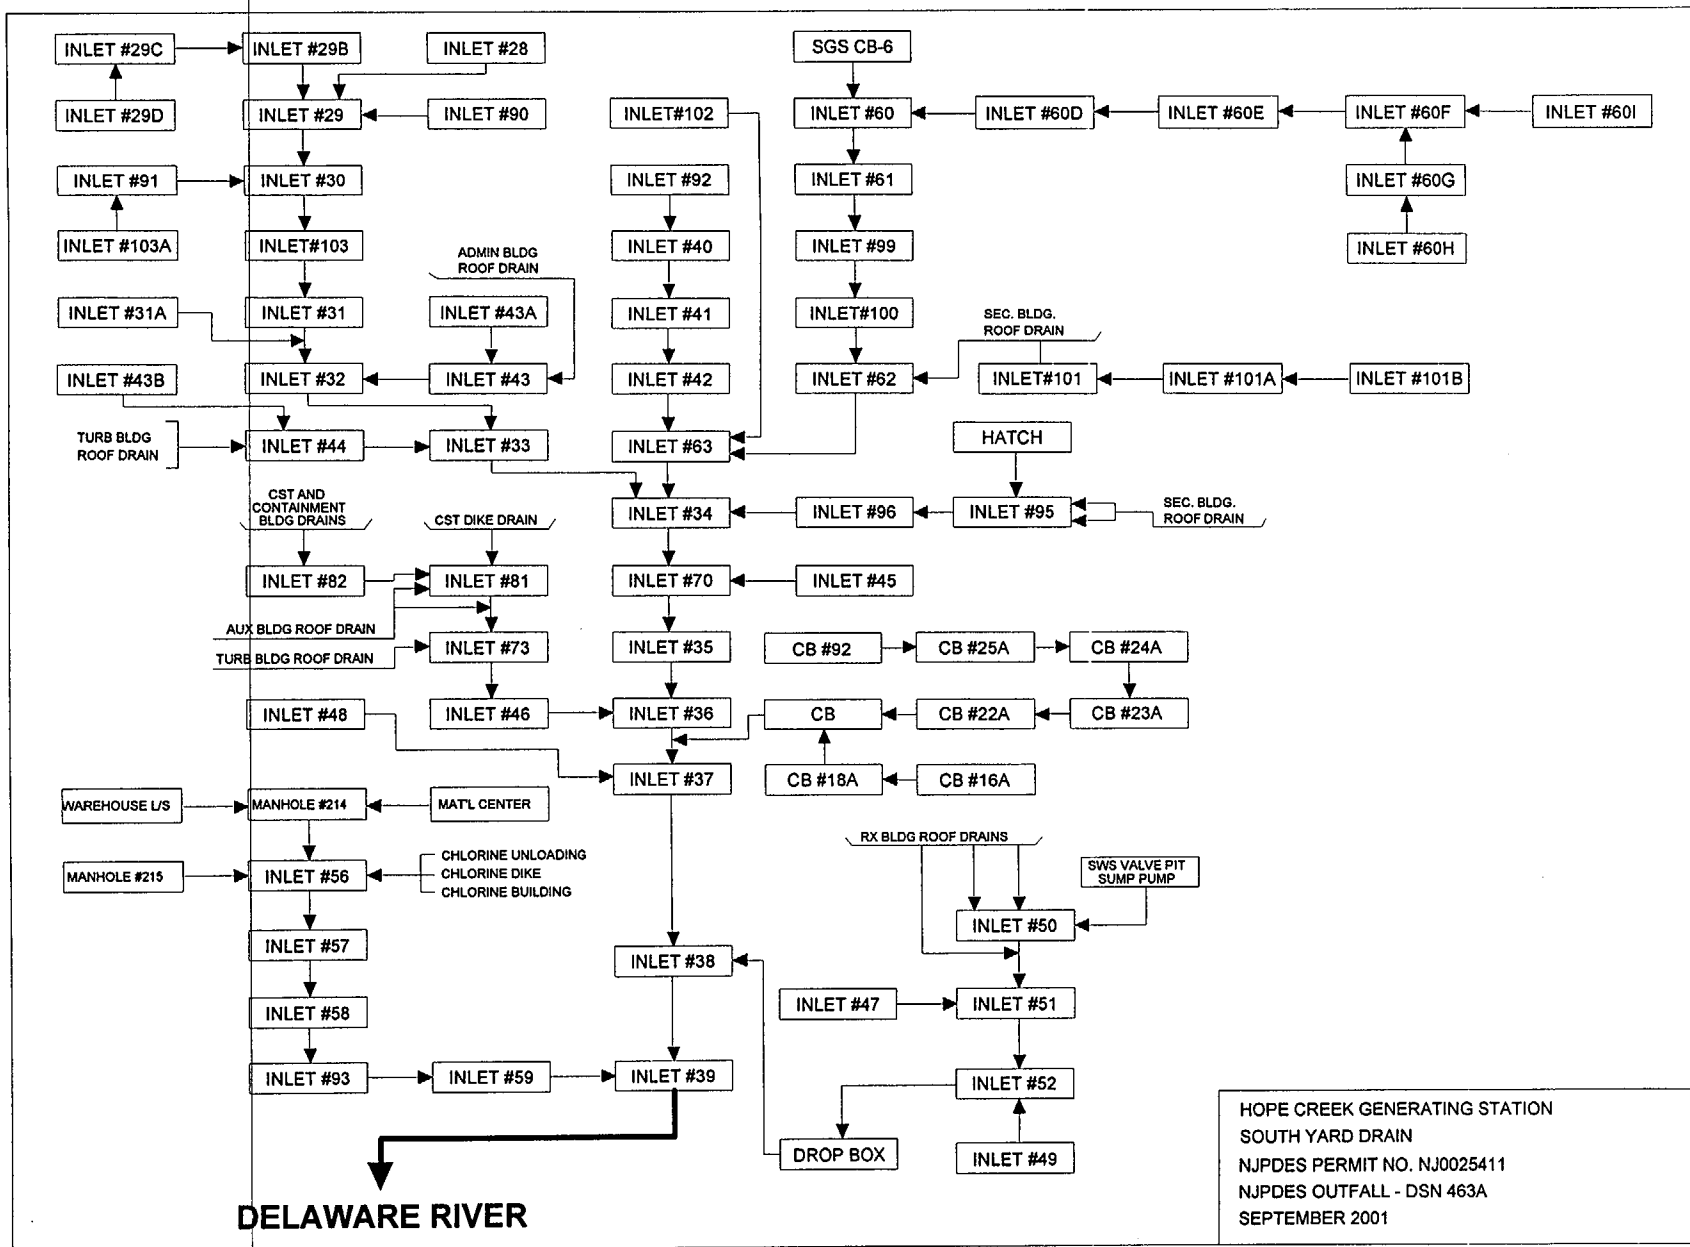 INLET #29C
INLET #29B
INLET #28
SGS CB-6
INLET #29D
INLET #29
INLET #90
INLET#102
INLET #60
INLET #60D
INLET #60E
INLET #60F
INLET #60I
INLET #91
INLET #30
INLET #92
INLET #61
INLET #60G
INLET #103A
INLET#103
ADMIN BLDG
ROOF DRAIN
INLET #40
INLET #99
INLET #60H
INLET #31A
INLET #31
INLET #43A
INLET #41
INLET#100
SEC. BLDG.
ROOF DRAIN
INLET #43B
INLET #32
INLET #43
INLET #42
INLET #62
INLET#101
INLET #101A
INLET #101B
TURB BLDG
ROOF DRAIN
INLET #44
INLET #33
INLET #63
HATCH
CST AND
CONTAINMENT
BLDG DRAINS
CST DIKE DRAIN
INLET #34
INLET #96
INLET #95
SEC. BLDG.
ROOF DRAIN
INLET #82
INLET #81
INLET #70
INLET #45
AUX BLDG ROOF DRAIN
TURB BLDG ROOF DRAIN
INLET #73
INLET #35
CB #92
CB #25A
CB #24A
INLET #48
INLET #46
INLET #36
CB
CB #22A
CB #23A
INLET #37
CB #18A
CB #16A
WAREHOUSE L/S
MANHOLE #214
MAT'L CENTER
RX BLDG ROOF DRAINS
MANHOLE #215
INLET #56
CHLORINE UNLOADING
CHLORINE DIKE
CHLORINE BUILDING
SWS VALVE PIT
SUMP PUMP
INLET #50
INLET #57
INLET #38
INLET #58
INLET #47
INLET #51
INLET #93
INLET #59
INLET #39
INLET #52
DROP BOX
INLET #49
DELAWARE RIVER
HOPE CREEK GENERATING STATION
SOUTH YARD DRAIN
NJPDES PERMIT NO. NJ0025411
NJPDES OUTFALL - DSN 463A
SEPTEMBER 2001